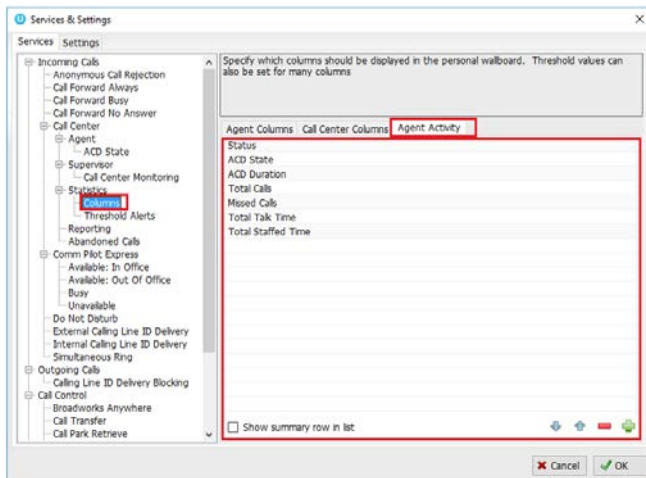 Services & Settings
Services Settings
Incoming Calls
Anonymous Call Rejection
Call Forward Always
Call Forward Busy
Call Forward No Answer
Call Center
Agent
ACD State
Supervisor
Call Center Monitoring
Statistics
Columns
Threshold Alerts
Reporting
Abandoned Calls
Comm Pilot Express
Available: In Office
Available: Out Of Office
Busy
Unavailable
Do Not Disturb
External Calling Line ID Delivery
Internal Calling Line ID Delivery
Simultaneous Ring
Outgoing Calls
Calling Line ID Delivery Blocking
Call Control
Broadworks Anywhere
Call Transfer
Call Park Retrieve
Specify which columns should be displayed in the personal wallboard. Threshold values can
also be set for many columns
Agent Columns Call Center Columns Agent Activity
Status
ACD State
ACD Duration
Total Calls
Missed Calls
Total Talk Time
Total Staffed Time
Show summary row in list
Cancel OK